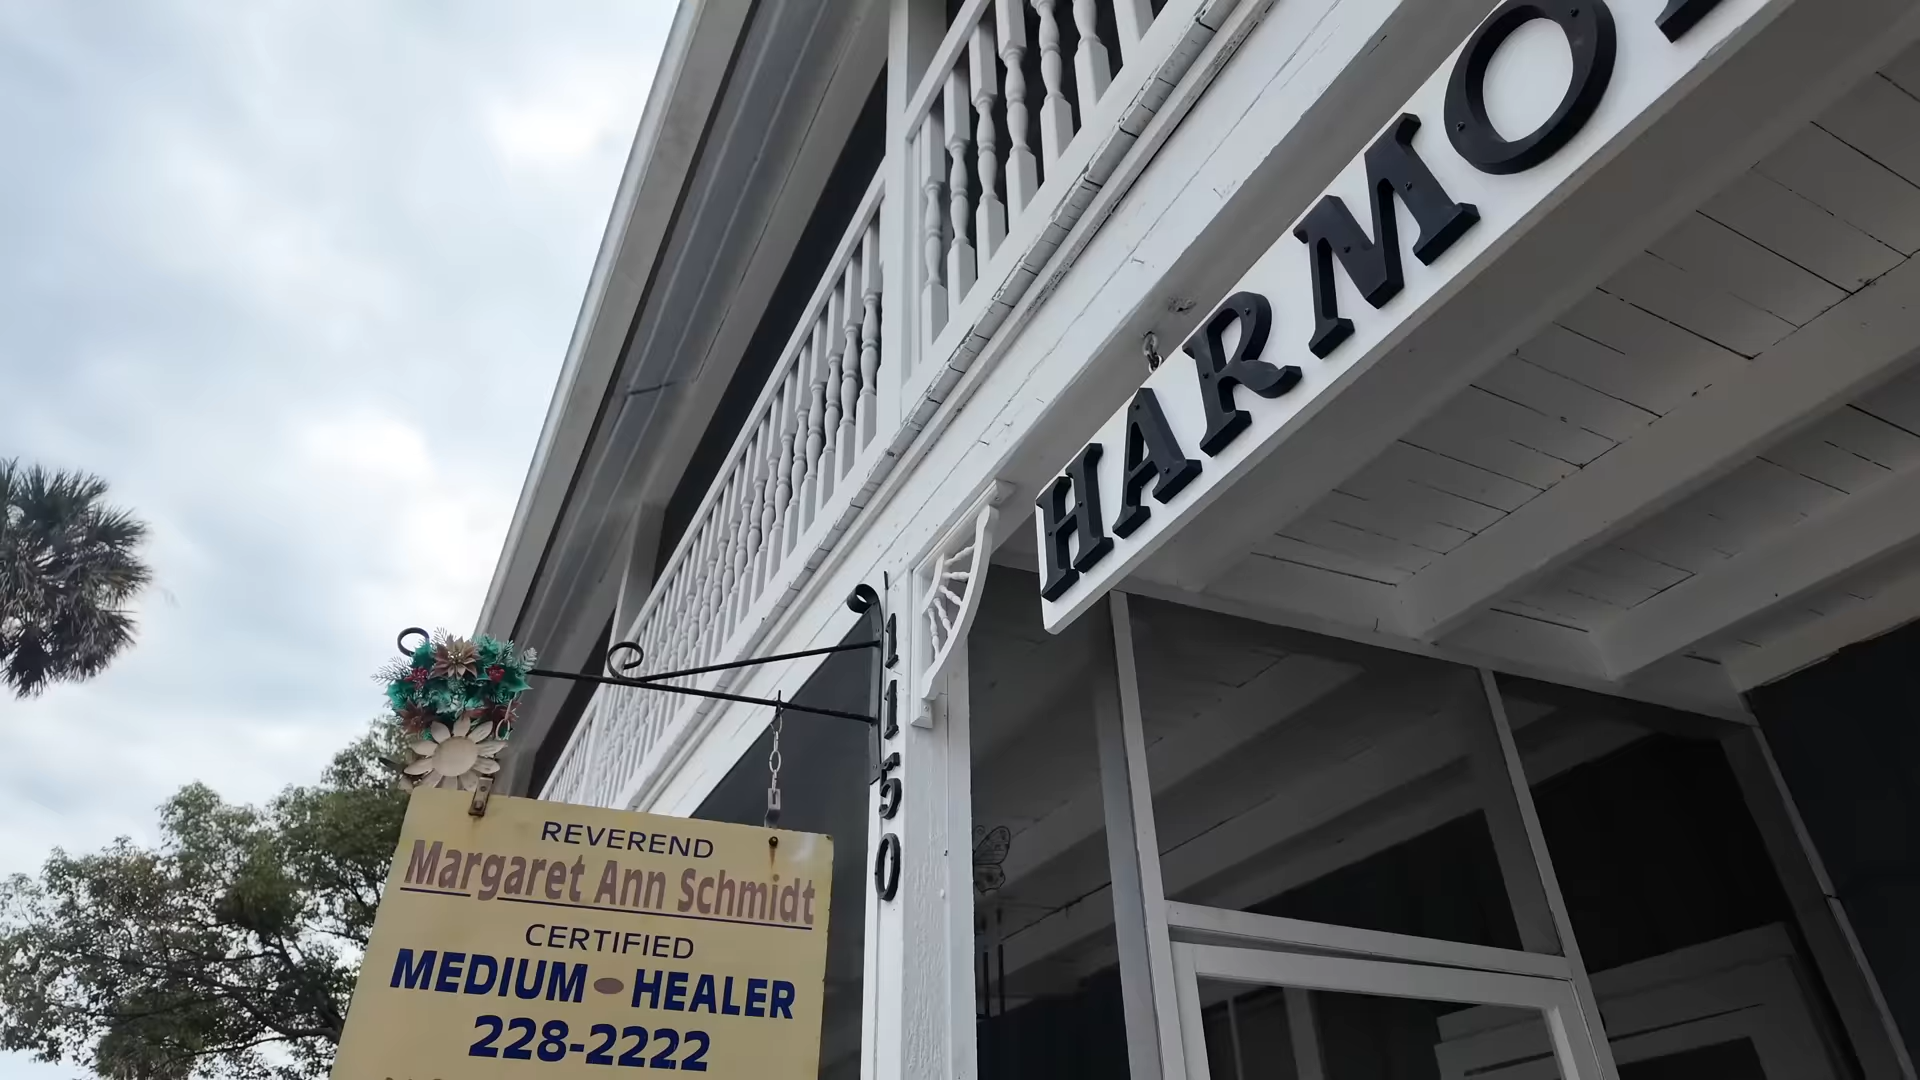 HARMO
1150
REVEREND
Margaret Ann Schmidt
CERTIFIED
MEDIUM HEALER
228-2222